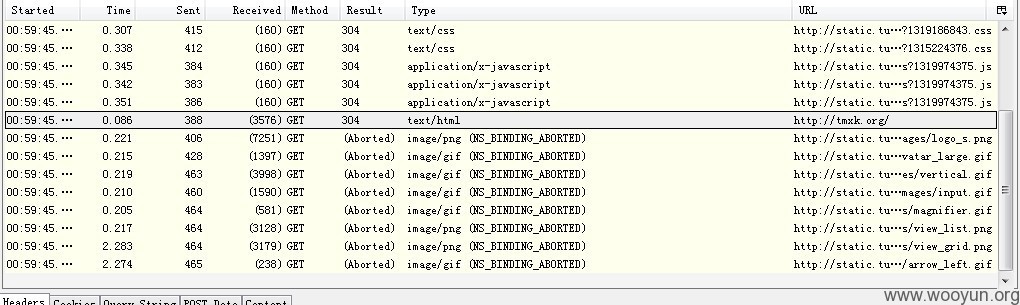 Started Time Sent Received Method Result Type URL
00:59:45.··· 0.307 415 (160) GET 304 text/css http://static.tu···?1319186843.css
00:59:45.··· 0.338 412 (160) GET 304 text/css http://static.tu···?1315224376.css
00:59:45.··· 0.345 384 (160) GET 304 application/x-javascript http://static.tu···s?1319974375.js
00:59:45.··· 0.342 383 (160) GET 304 application/x-javascript http://static.tu···s?1319974375.js
00:59:45.··· 0.351 386 (160) GET 304 application/x-javascript http://static.tu···s?1319974375.js
00:59:45.··· 0.086 388 (3576) GET 304 text/html http://tmxk.org/
00:59:45.··· 0.221 406 (7251) GET (Aborted) image/png (NS_BINDING_ABORTED) http://static.tu···ages/logo_s.png
00:59:45.··· 0.215 428 (1397) GET (Aborted) image/gif (NS_BINDING_ABORTED) http://static.tu···vatar_large.gif
00:59:45.··· 0.219 463 (3998) GET (Aborted) image/gif (NS_BINDING_ABORTED) http://static.tu···es/vertical.gif
00:59:45.··· 0.210 460 (1590) GET (Aborted) image/gif (NS_BINDING_ABORTED) http://static.tu···mages/input.gif
00:59:45.··· 0.205 464 (581) GET (Aborted) image/gif (NS_BINDING_ABORTED) http://static.tu···s/magnifier.gif
00:59:45.··· 0.217 464 (3128) GET (Aborted) image/png (NS_BINDING_ABORTED) http://static.tu···s/view_list.png
00:59:45.··· 2.283 464 (3179) GET (Aborted) image/png (NS_BINDING_ABORTED) http://static.tu···s/view_grid.png
00:59:45.··· 2.274 465 (238) GET (Aborted) image/gif (NS_BINDING_ABORTED) http://static.tu···/arrow_left.gif
Headers Cookies Query String POST Data Content
www.wooyun.org